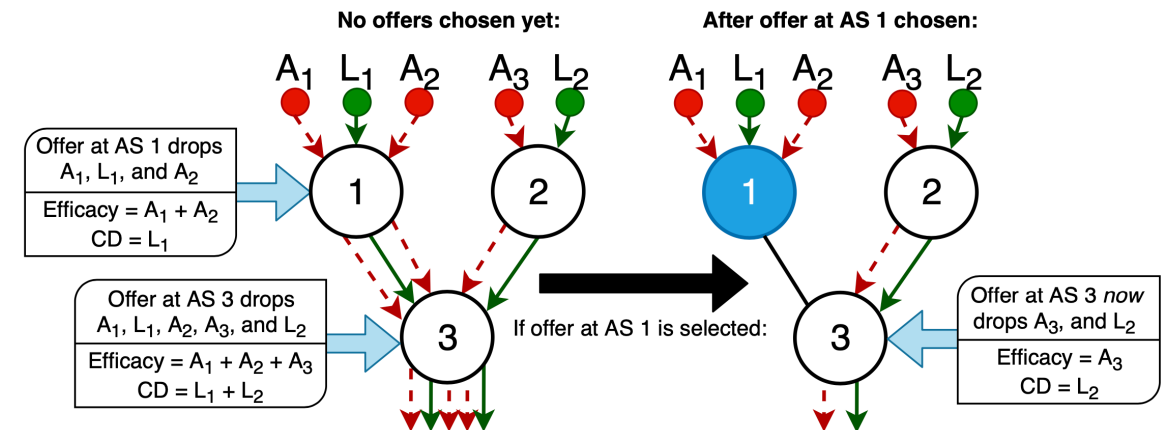 No offers chosen yet:
A1 L1 A2 A3 L2
Offer at AS 1 drops
A1, L1, and A2
Efficacy = A1 + A2
CD = L1
1
2
Offer at AS 3 drops
A1, L1, A2, A3, and L2
Efficacy = A1 + A2 + A3
CD = L1 + L2
3
If offer at AS 1 is selected:
After offer at AS 1 chosen:
A1 L1 A2 A3 L2
1
2
3
Offer at AS 3 now
drops A3, and L2
Efficacy = A3
CD = L2